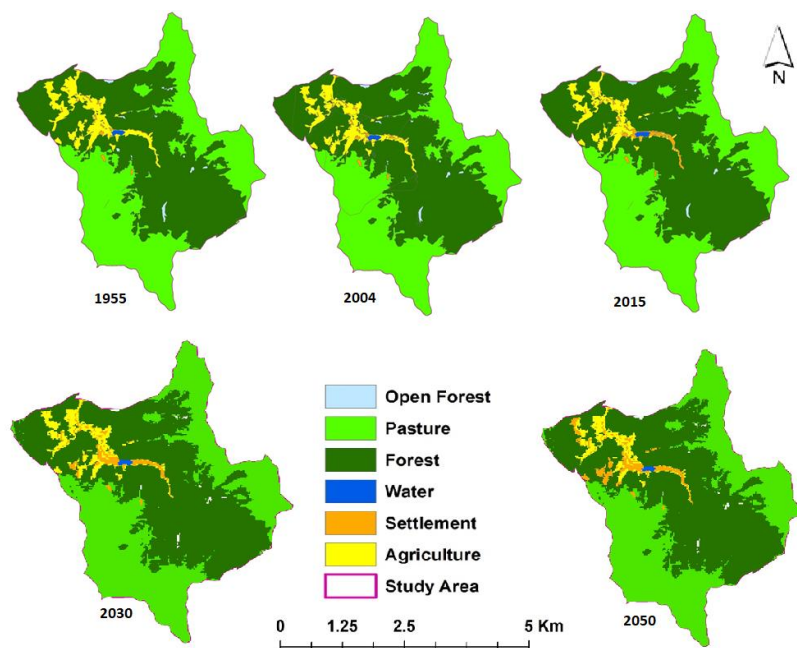 N
1955
2004
2015
Open Forest
Pasture
Forest
Water
Settlement
Agriculture
Study Area
2030
2050
0 1.25 2.5 5 Km